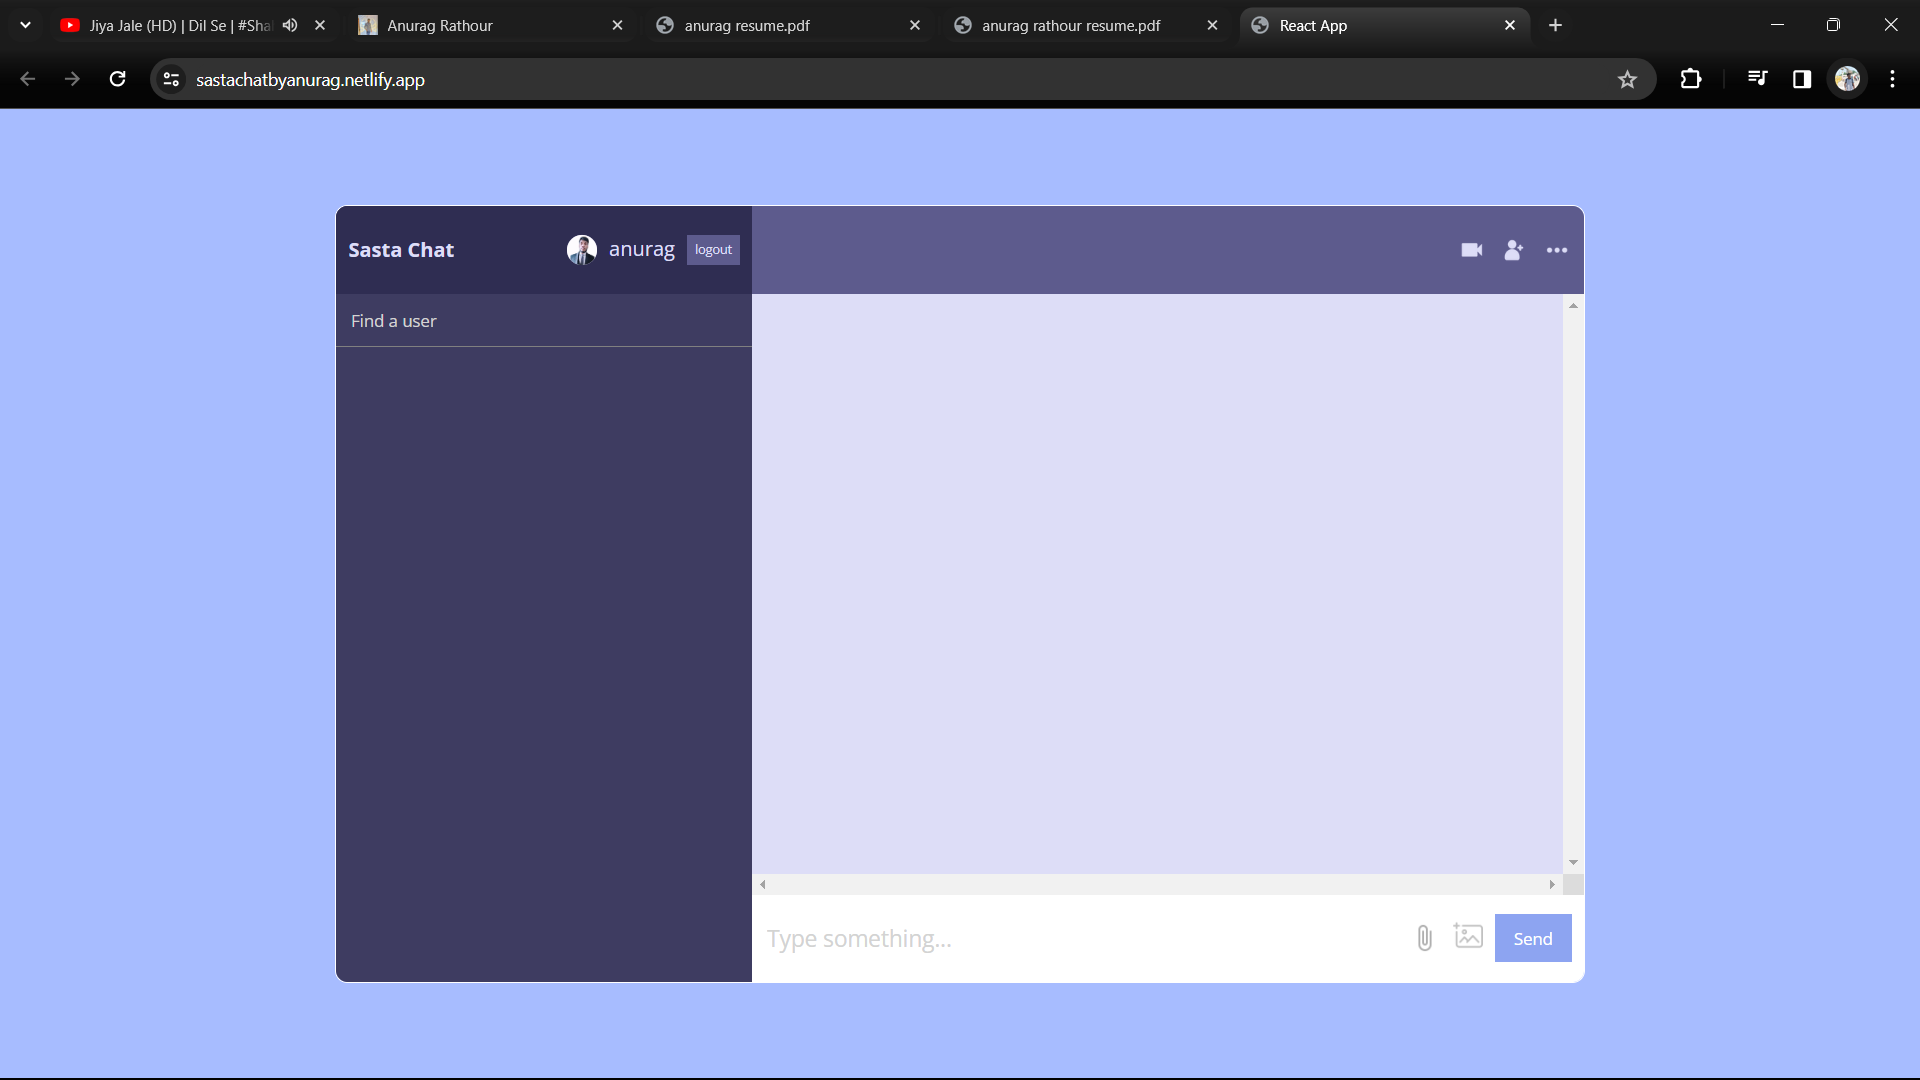 Jiya Jale (HD) | Dil Se | #Sha
Anurag Rathour
anurag resume.pdf
anurag rathour resume.pdf
React App
sastachatbyanurag.netlify.app
Sasta Chat
anurag
logout
Find a user
Type something...
Send